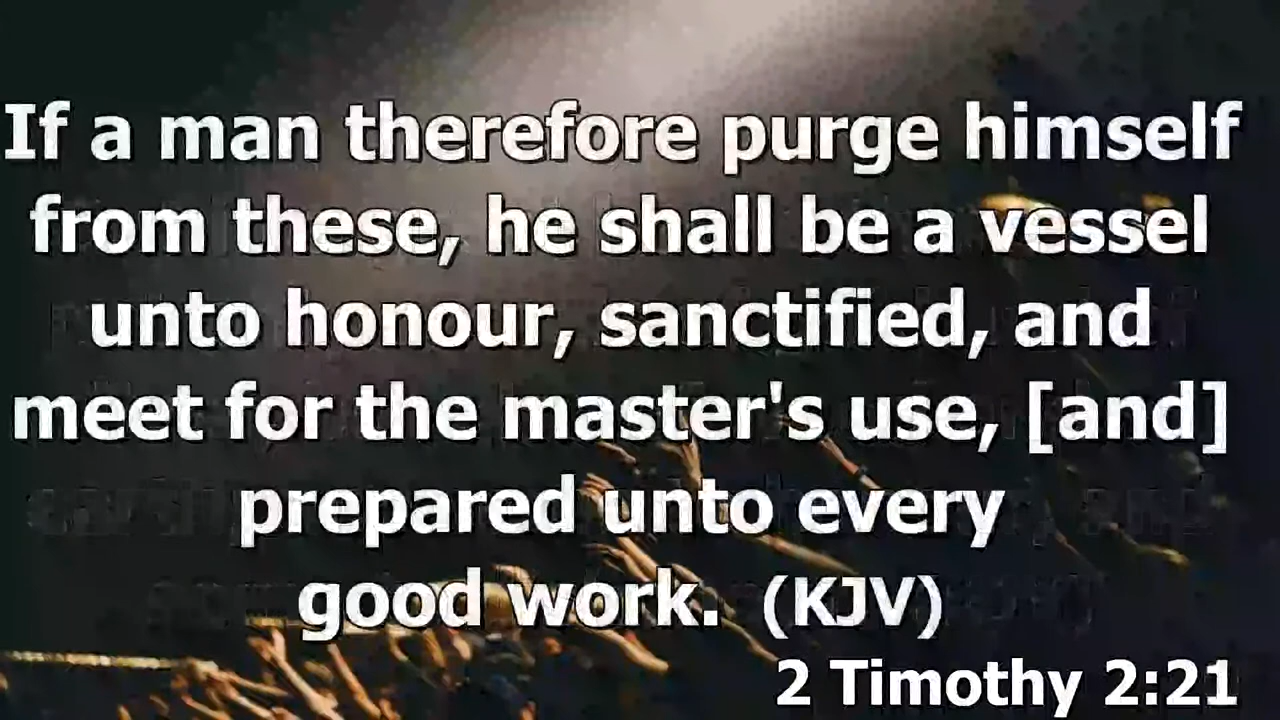 If a man therefore purge himself
from these, he shall be a vessel
unto honour, sanctified, and
meet for the master's use, [and]
prepared unto every
good work. (KJV)
2 Timothy 2:21